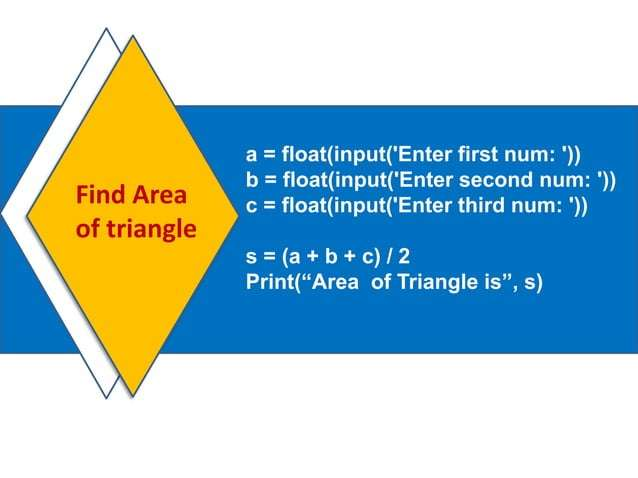 Find Area
of triangle
a = float(input('Enter first num: '))
b = float(input('Enter second num: '))
c = float(input('Enter third num: '))
s = (a + b + c) / 2
Print(“Area  of Triangle is”, s)